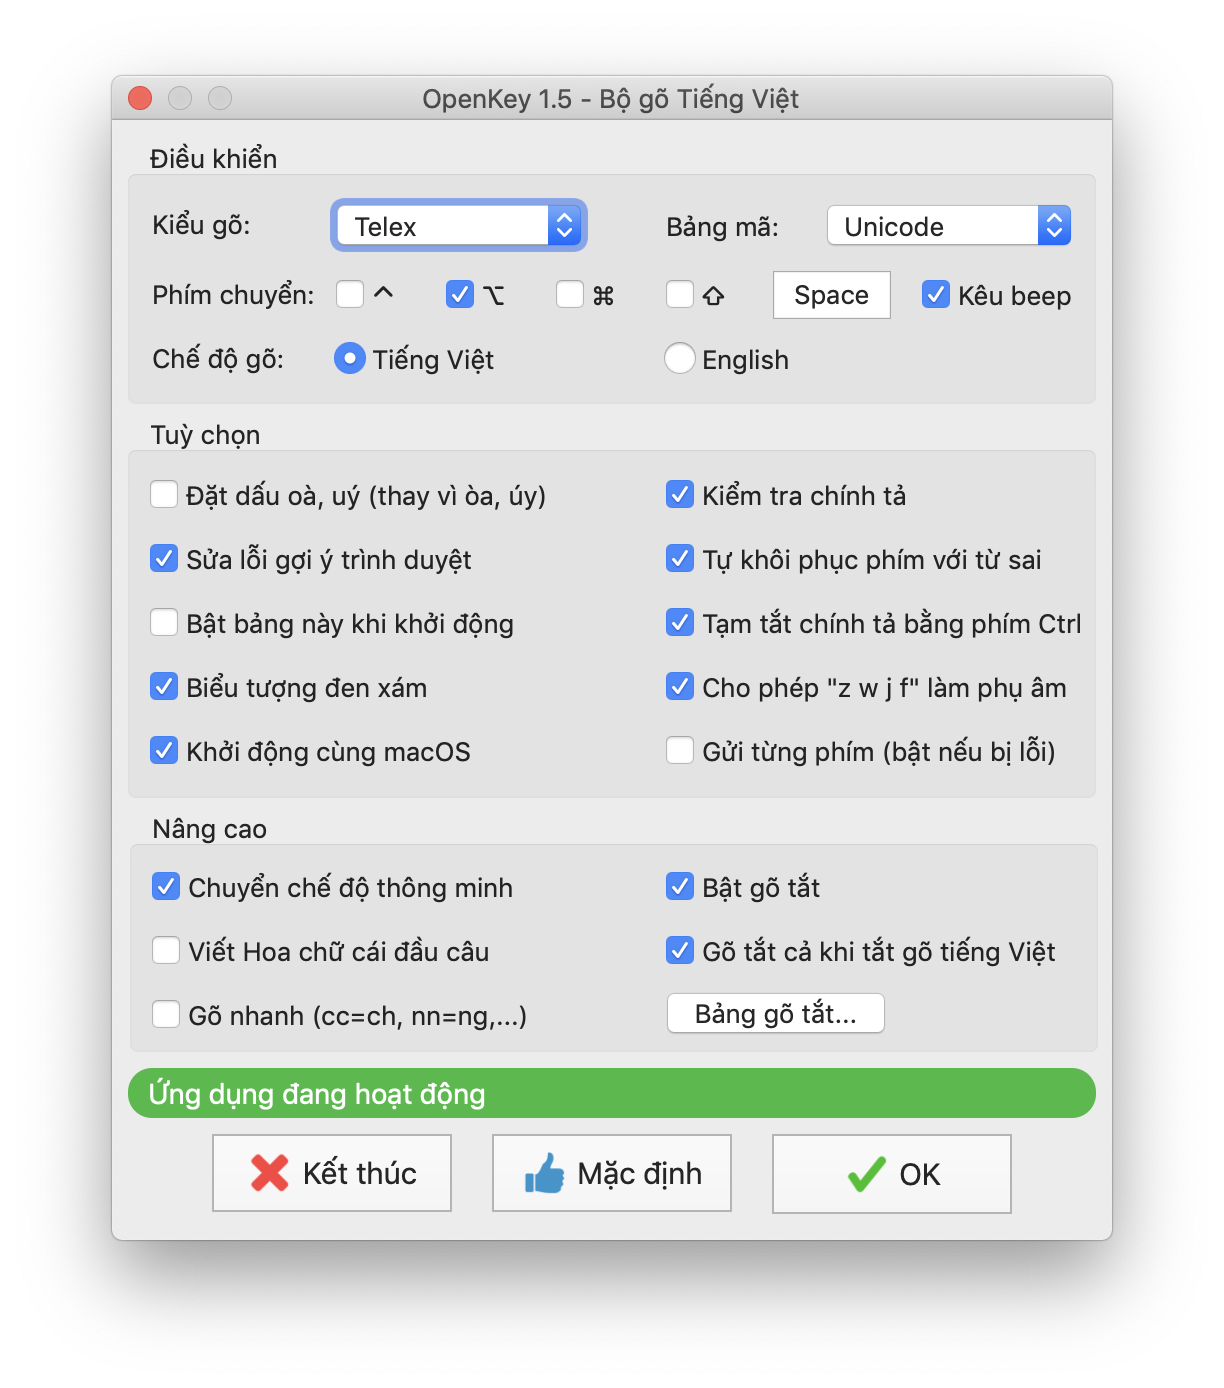 OpenKey 1.5 - Bộ gõ Tiếng Việt
Điều khiển
Kiểu gõ: Telex Bảng mã: Unicode
Phím chuyển: ^ ⌥ ⌘ ⇧ Space Kêu beep
Chế độ gõ: Tiếng Việt English
Tuỳ chọn
Đặt dấu oà, uý (thay vì òa, úy) Kiểm tra chính tả
Sửa lỗi gợi ý trình duyệt Tự khôi phục phím với từ sai
Bật bảng này khi khởi động Tạm tắt chính tả bằng phím Ctrl
Biểu tượng đen xám Cho phép "z w j f" làm phụ âm
Khởi động cùng macOS Gửi từng phím (bật nếu bị lỗi)
Nâng cao
Chuyển chế độ thông minh Bật gõ tắt
Viết Hoa chữ cái đầu câu Gõ tắt cả khi tắt gõ tiếng Việt
Gõ nhanh (cc=ch, nn=ng,...) Bảng gõ tắt...
Ứng dụng đang hoạt động
Kết thúc Mặc định OK